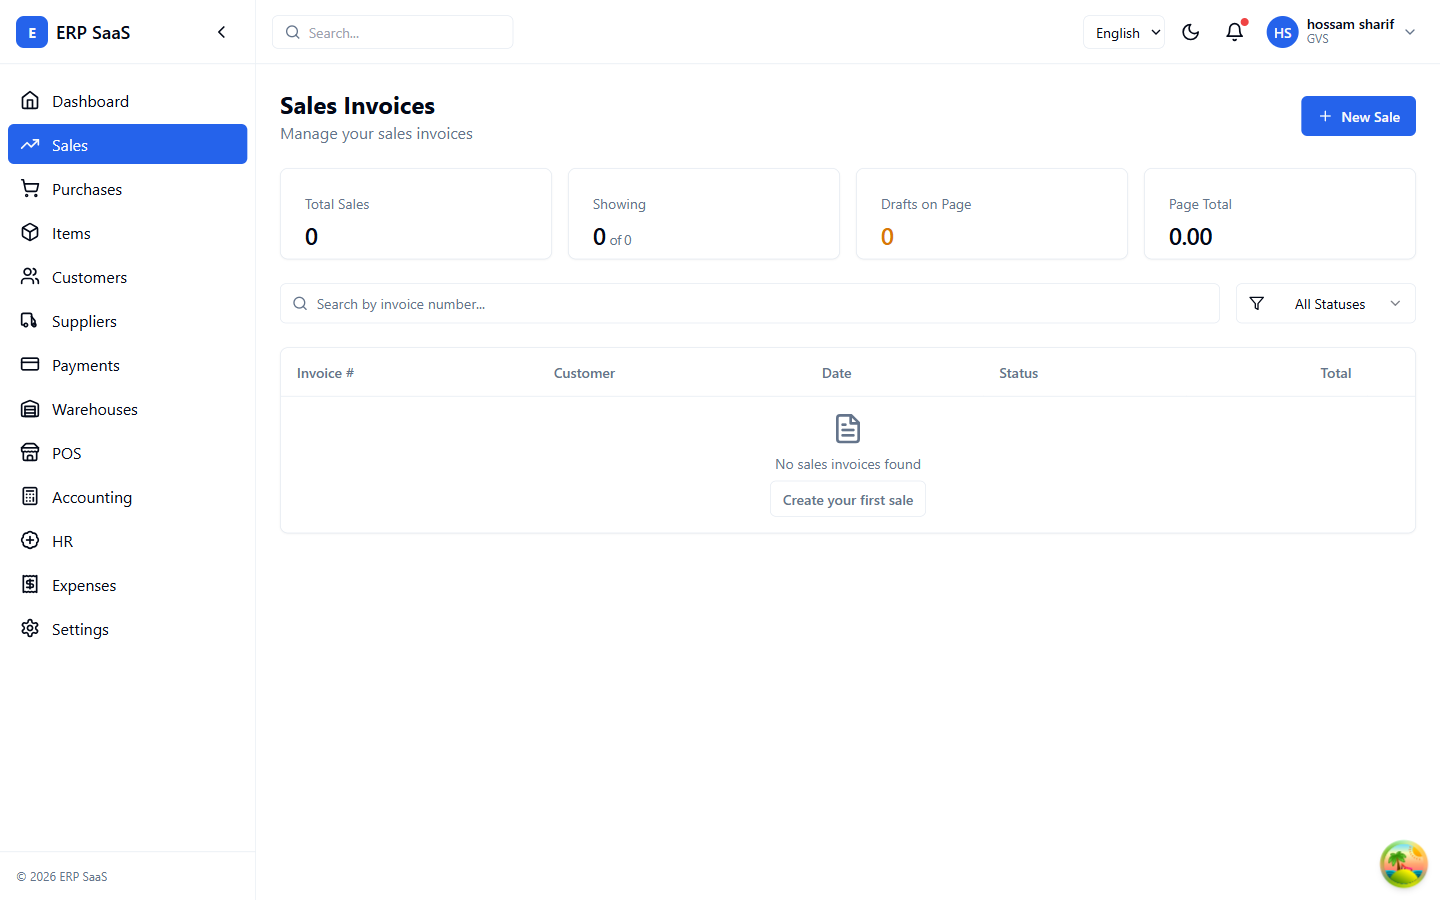 E ERP SaaS
Search...
English
HS
hossam sharif
GVS
Dashboard
Sales
Purchases
Items
Customers
Suppliers
Payments
Warehouses
POS
Accounting
HR
Expenses
Settings
© 2026 ERP SaaS
Sales Invoices
Manage your sales invoices
New Sale
Total Sales
0
Showing
0 of 0
Drafts on Page
0
Page Total
0.00
Search by invoice number...
All Statuses
Invoice # Customer Date Status Total
No sales invoices found
Create your first sale